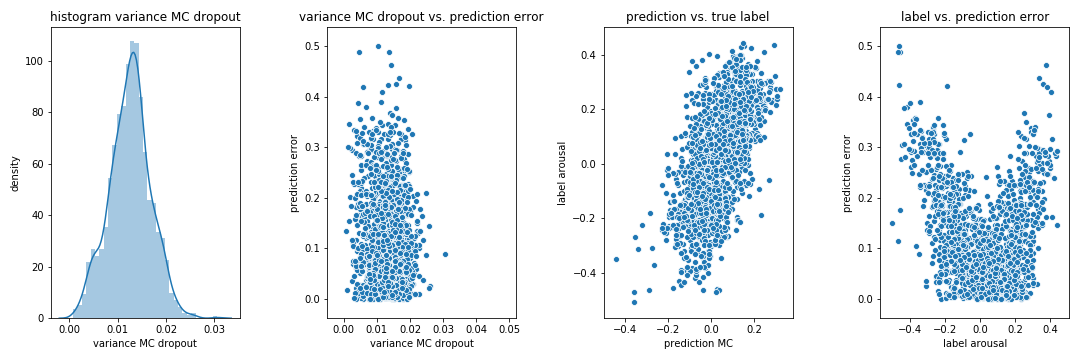 histogram variance MC dropout
density
100
80
60
40
20
0
0.00 0.01 0.02 0.03
variance MC dropout
variance MC dropout vs. prediction error
prediction error
0.5
0.4
0.3
0.2
0.1
0.0
0.00 0.01 0.02 0.03 0.04 0.05
variance MC dropout
prediction vs. true label
label arousal
0.4
0.2
0.0
−0.2
−0.4
−0.4 −0.2 0.0 0.2
prediction MC
label vs. prediction error
prediction error
0.5
0.4
0.3
0.2
0.1
0.0
−0.4 −0.2 0.0 0.2 0.4
label arousal